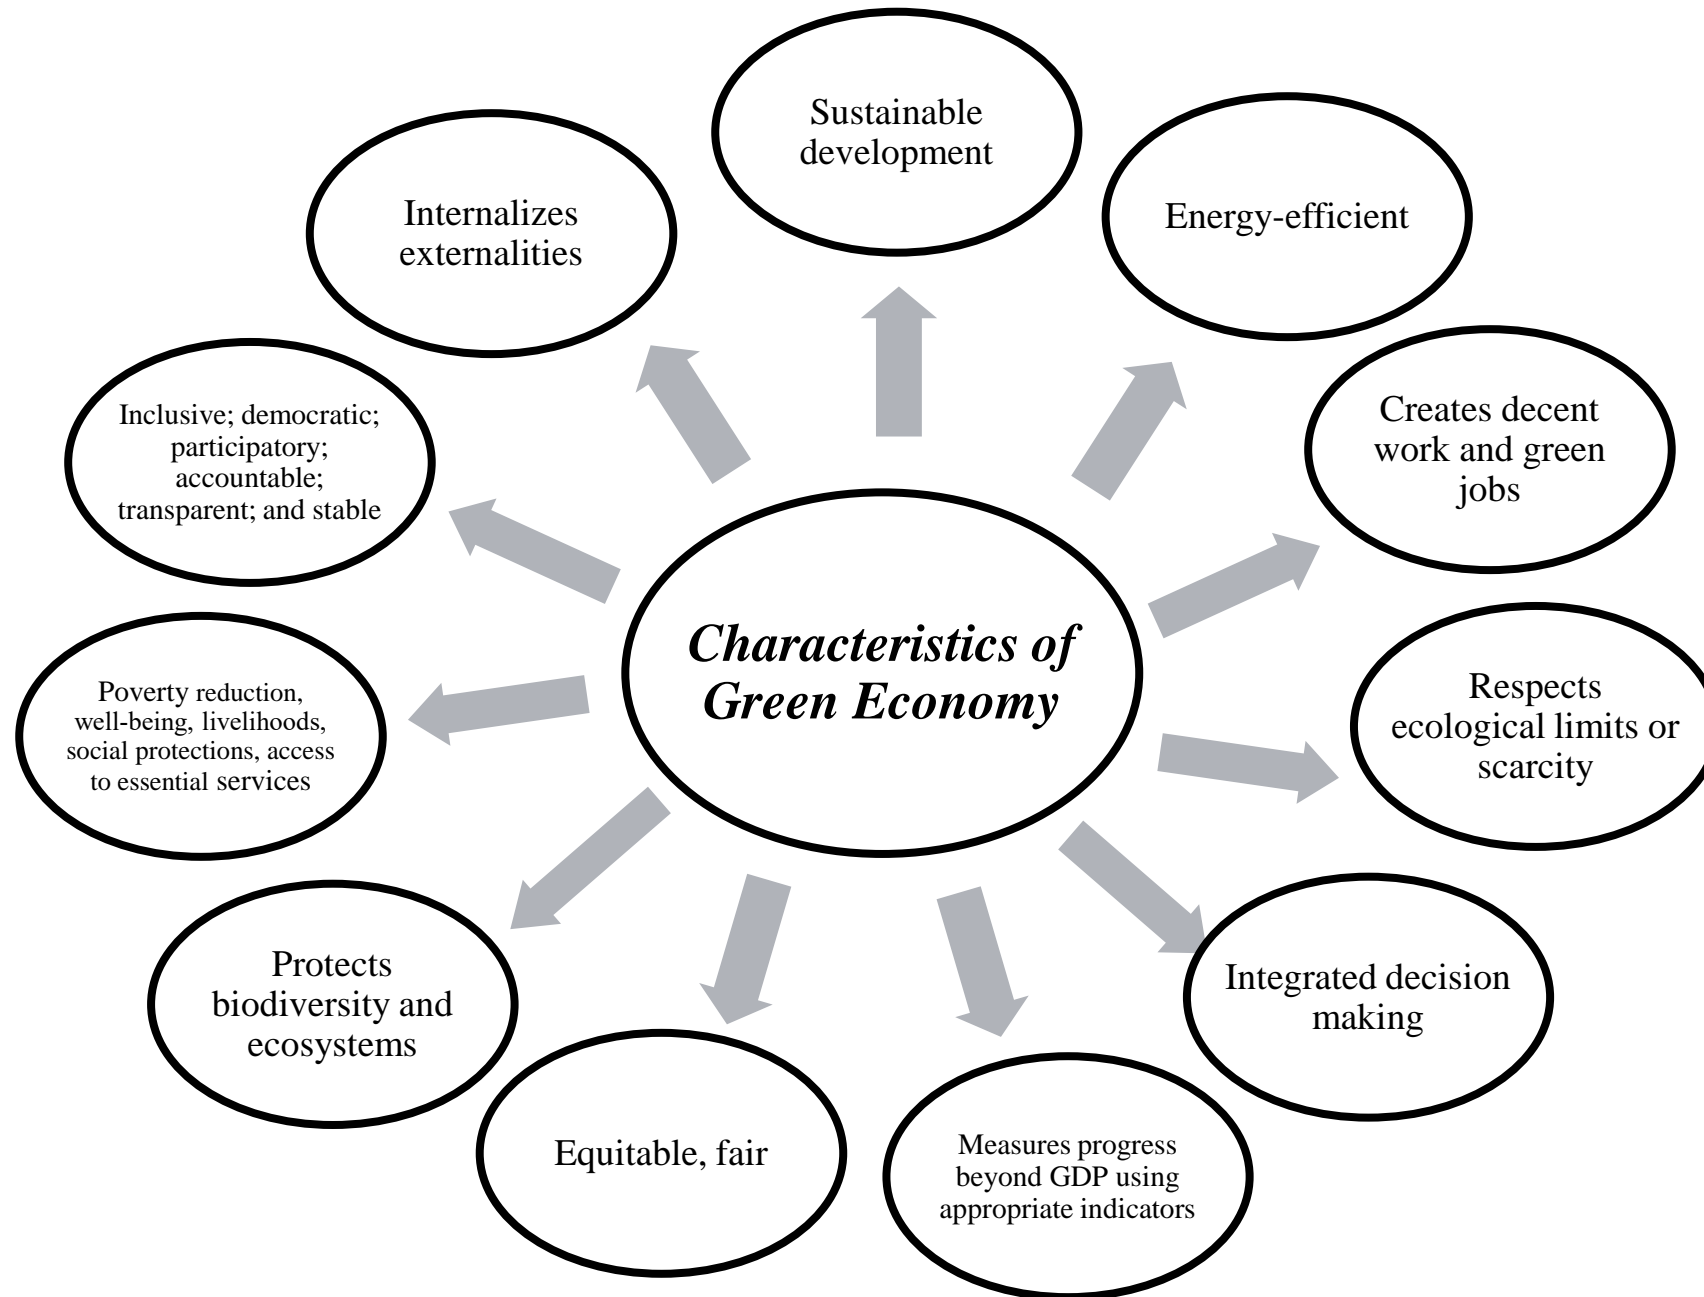 Sustainable
development
Energy-efficient
Creates decent
work and green
jobs
Respects
ecological limits or
scarcity
Integrated decision
making
Measures progress
beyond GDP using
appropriate indicators
Equitable, fair
Protects
biodiversity and
ecosystems
Poverty reduction,
well-being, livelihoods,
social protections, access
to essential services
Inclusive; democratic;
participatory;
accountable;
transparent; and stable
Internalizes
externalities
Characteristics of
Green Economy